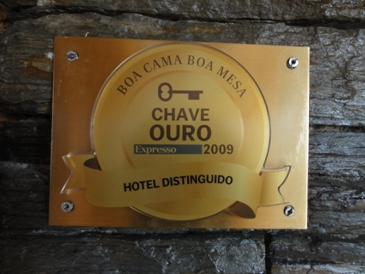 BOA CAMA BOA MESA
CHAVE
OURO
Expresso 2009
HOTEL DISTINGUIDO